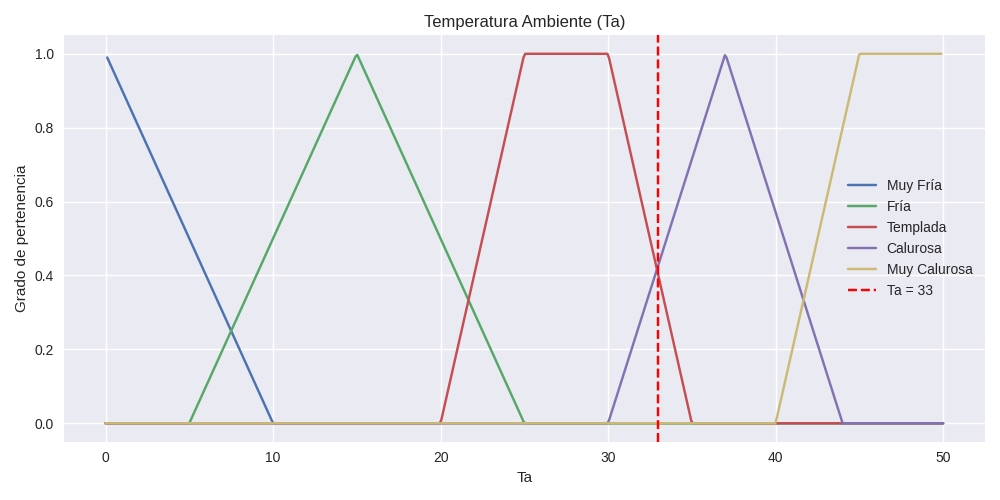 Temperatura Ambiente (Ta)
1.0
0.8
0.6
0.4
0.2
0.0
Grado de pertenencia
Muy Fría
Fría
Templada
Calurosa
Muy Calurosa
Ta = 33
0 10 20 30 40 50
Ta